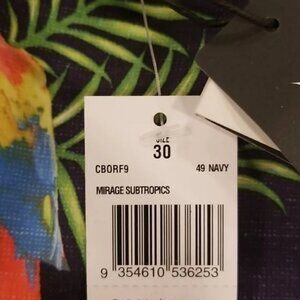 SIZE
30
CBORF9 49 NAVY
MIRAGE SUBTROPICS
9 354610 536253